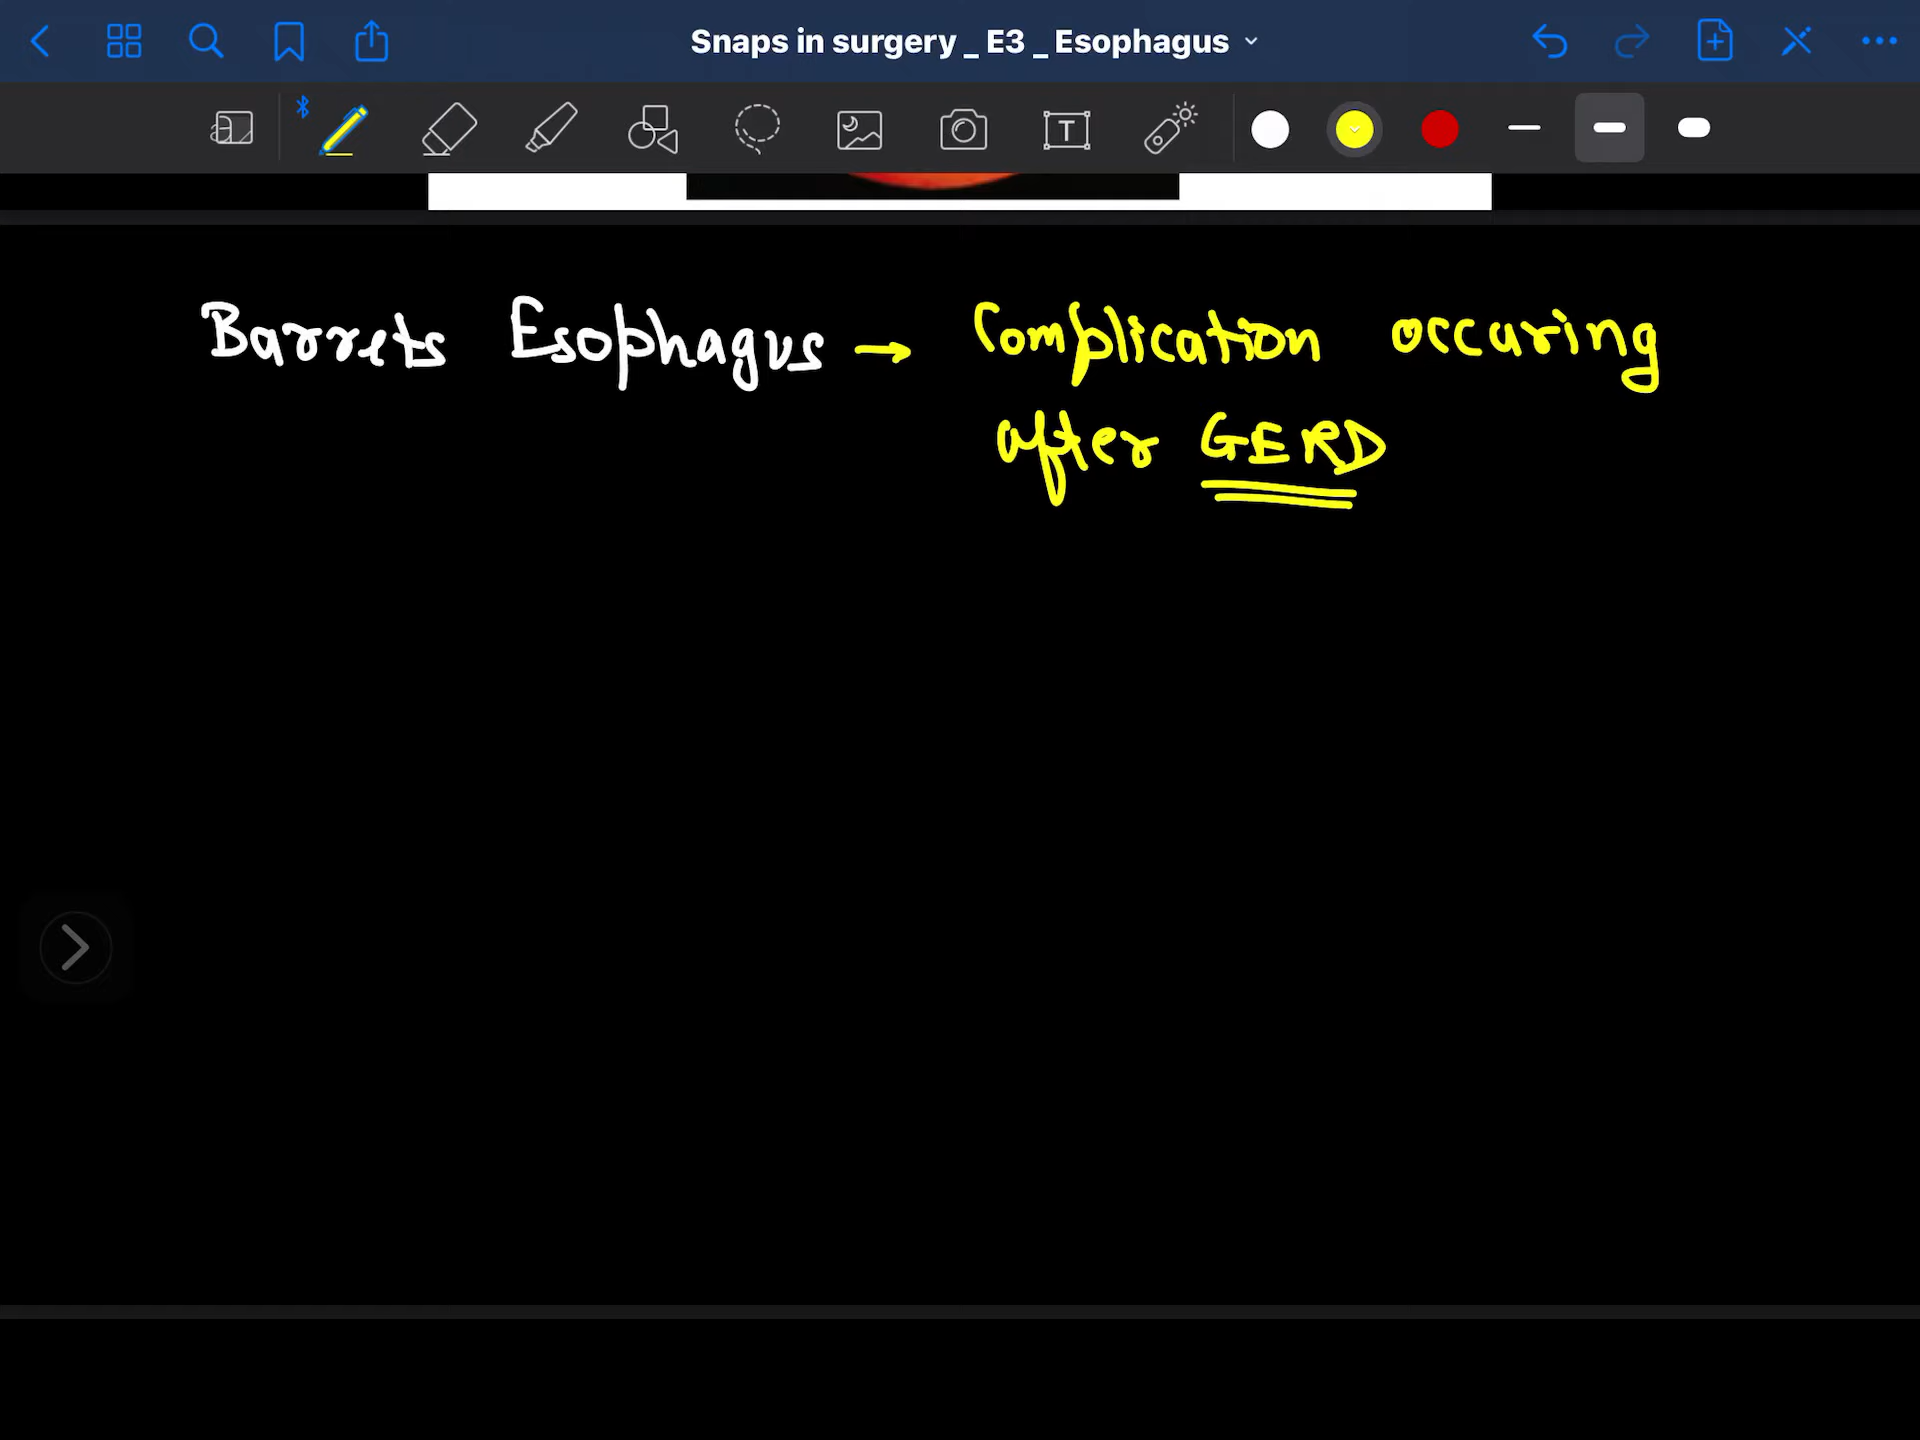 Snaps in surgery _ E3 _ Esophagus
T
Barrets Esophagus → Complication occuring
after GERD